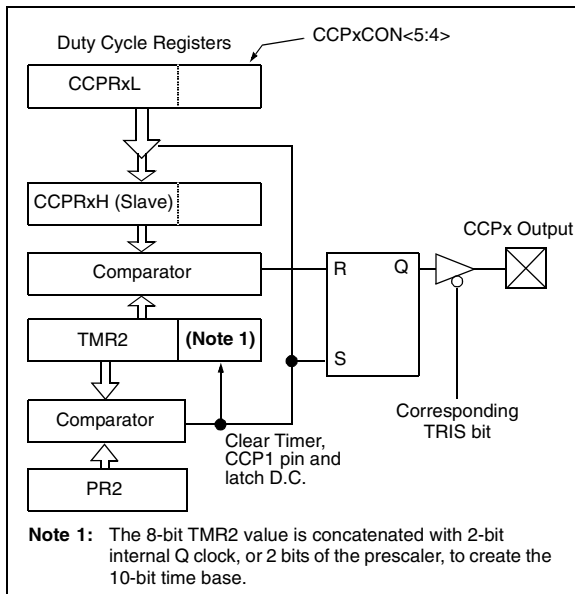 Duty Cycle Registers
CCPxCON<5:4>
CCPRxL
CCPRxH (Slave)
CCPx Output
Comparator
R
Q
TMR2
(Note 1)
S
Comparator
Clear Timer,
CCP1 pin and
latch D.C.
Corresponding
TRIS bit
PR2
Note 1: The 8-bit TMR2 value is concatenated with 2-bit
internal Q clock, or 2 bits of the prescaler, to create the
10-bit time base.